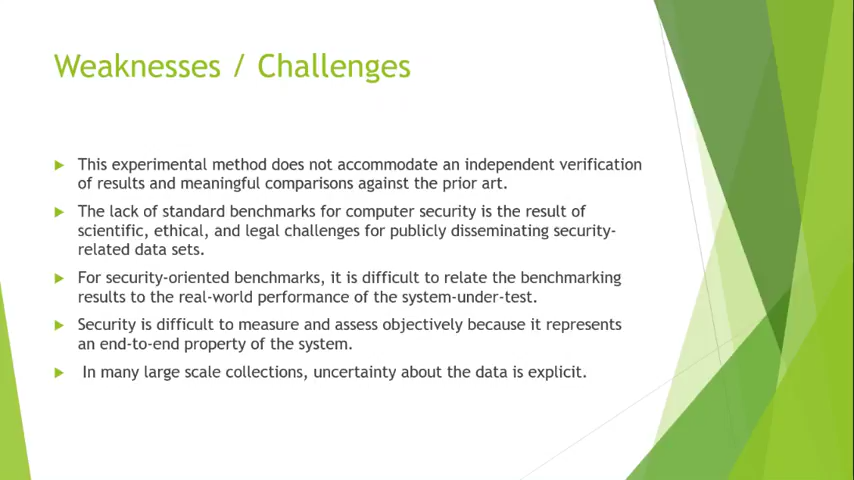 Weaknesses / Challenges
This experimental method does not accommodate an independent verification
of results and meaningful comparisons against the prior art.
The lack of standard benchmarks for computer security is the result of
scientific, ethical, and legal challenges for publicly disseminating security-
related data sets.
For security-oriented benchmarks, it is difficult to relate the benchmarking
results to the real-world performance of the system-under-test.
Security is difficult to measure and assess objectively because it represents
an end-to-end property of the system.
In many large scale collections, uncertainty about the data is explicit.